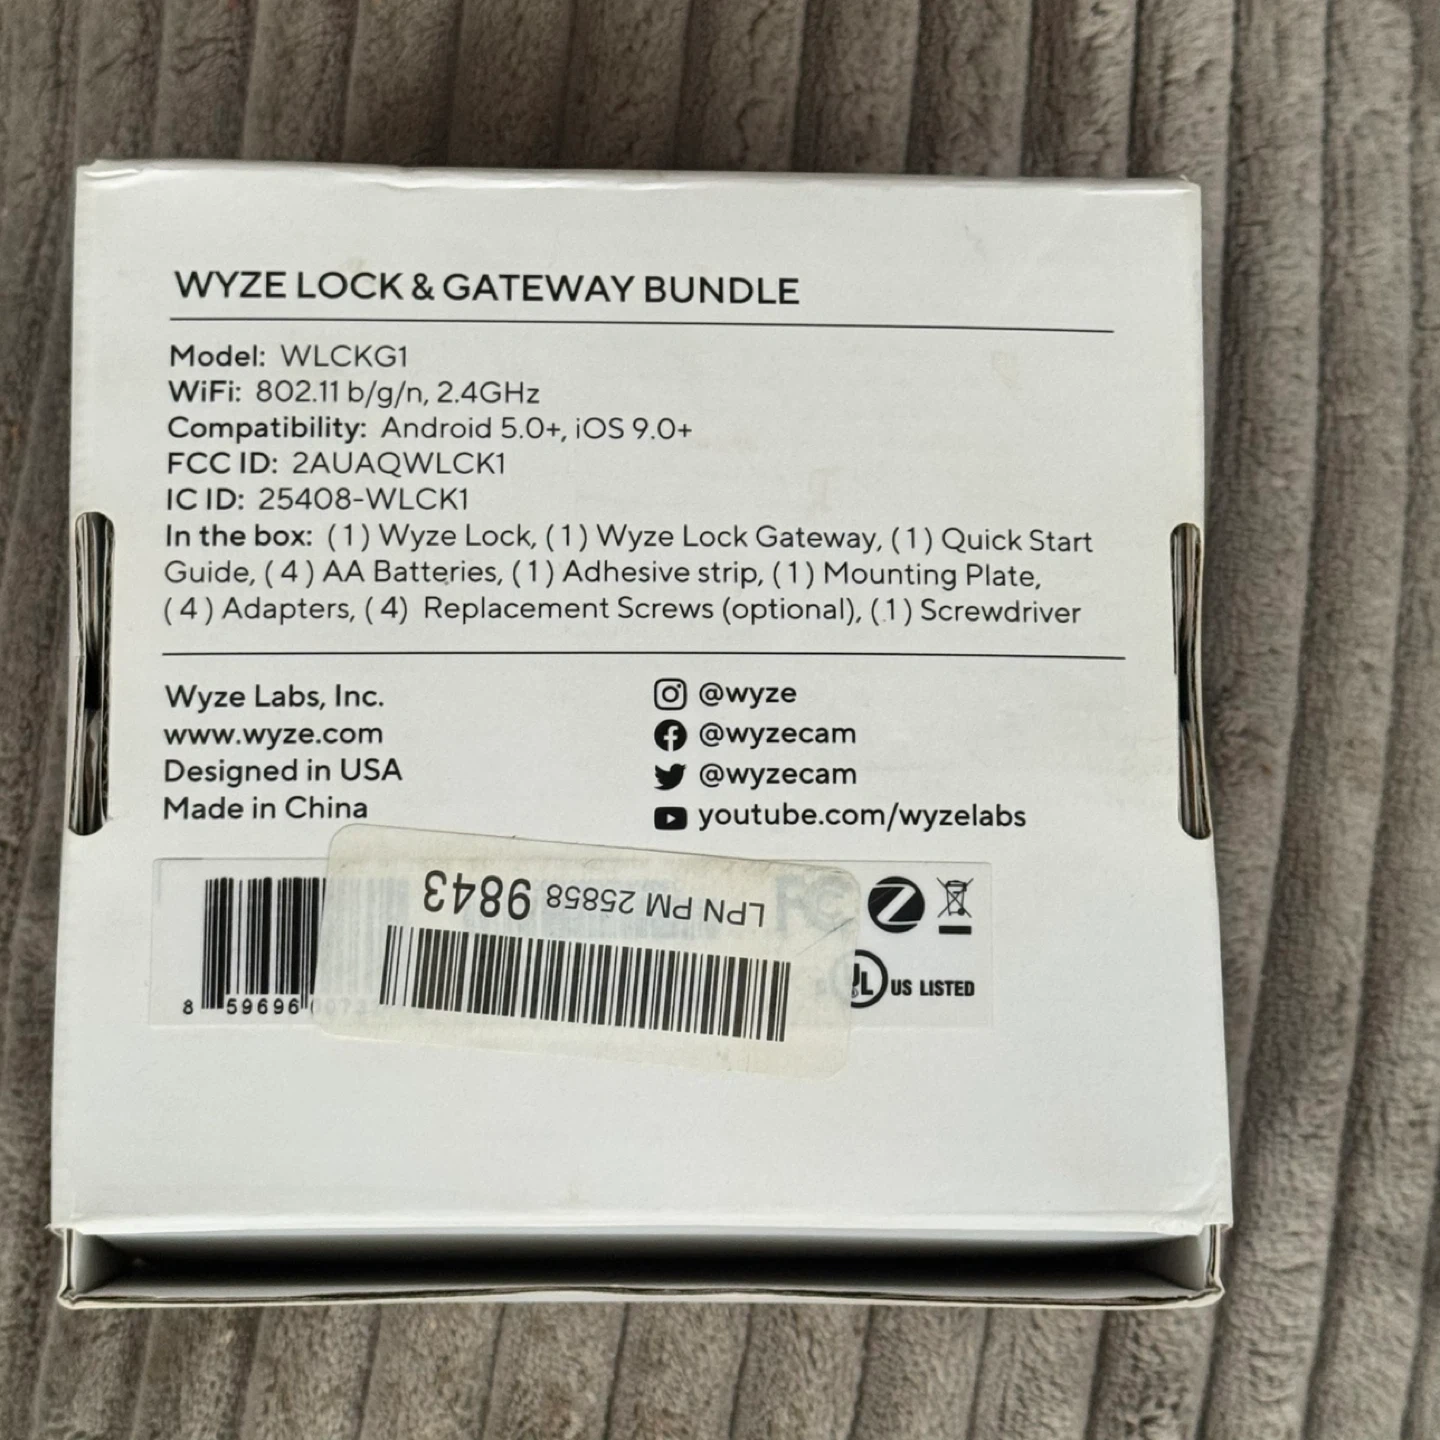 WYZE LOCK & GATEWAY BUNDLE
Model: WLCKG1
WiFi: 802.11 b/g/n, 2.4GHz
Compatibility: Android 5.0+, iOS 9.0+
FCC ID: 2AUAQWLCK1
IC ID: 25408-WLCK1
In the box: (1) Wyze Lock, (1) Wyze Lock Gateway, (1) Quick Start
Guide, (4) AA Batteries, (1) Adhesive strip, (1) Mounting Plate,
(4) Adapters, (4) Replacement Screws (optional), (.1) Screwdriver
Wyze Labs, Inc.
www.wyze.com
Designed in USA
Made in China
@wyze
@wyzecam
@wyzecam
youtube.com/wyzelabs
LPN PM 25858 9843
FC
UL US LISTED
8 59696